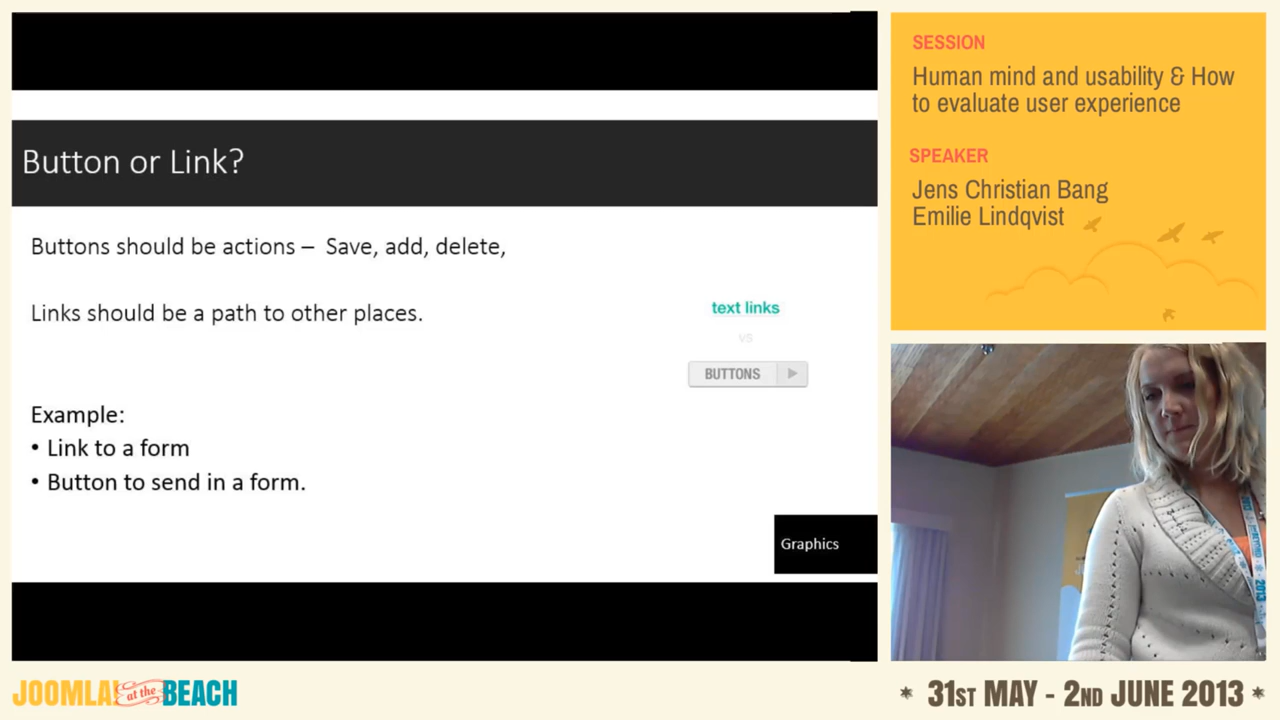 Button or Link?
Buttons should be actions – Save, add, delete,
Links should be a path to other places.
text links
vs
BUTTONS
Example:
• Link to a form
• Button to send in a form.
Graphics
SESSION
Human mind and usability & How
to evaluate user experience
SPEAKER
Jens Christian Bang
Emilie Lindqvist
2013
JOOMLA! at the BEACH
* 31ST MAY - 2ND JUNE 2013 *